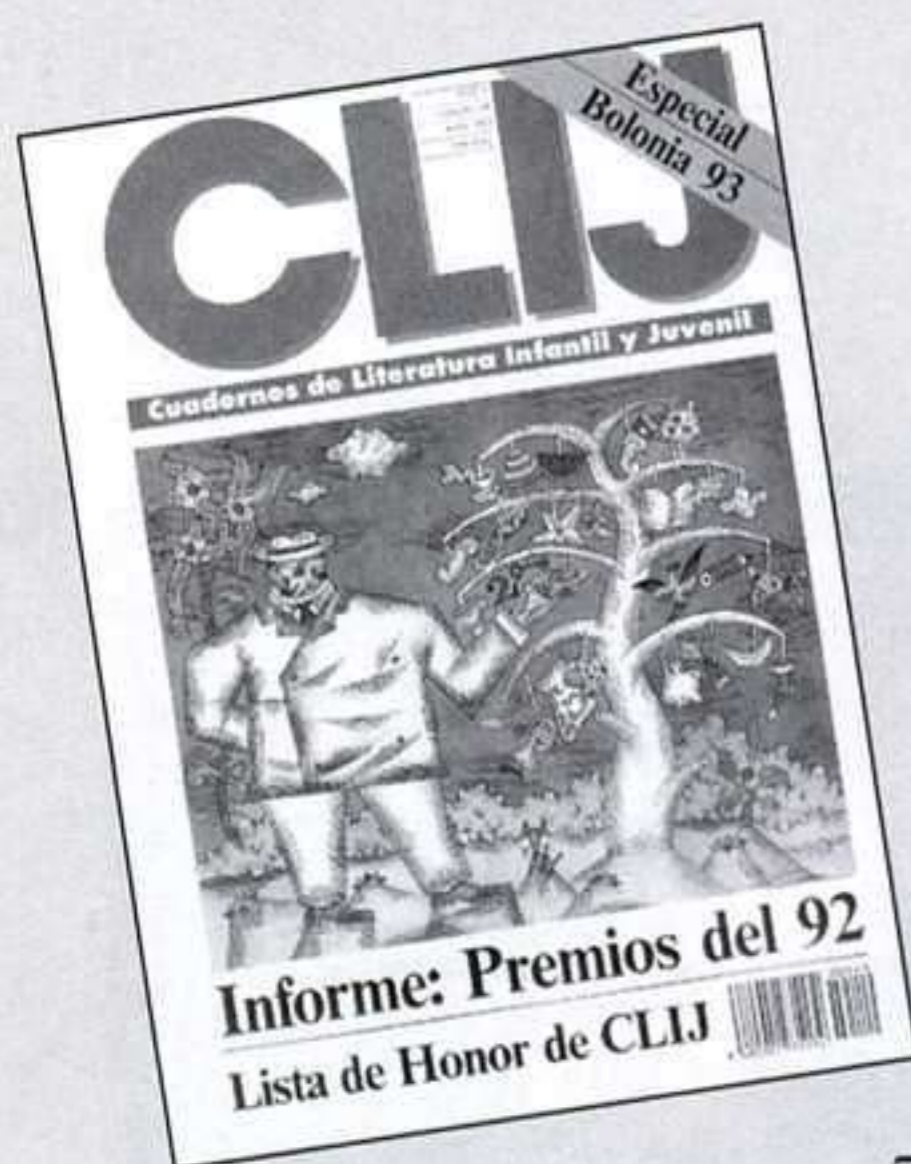 CLIJ
Especial
Bolonia 93
Cuadernos de Literatura Infantil y Juvenil
Informe: Premios del 92
Lista de Honor de CLIJ